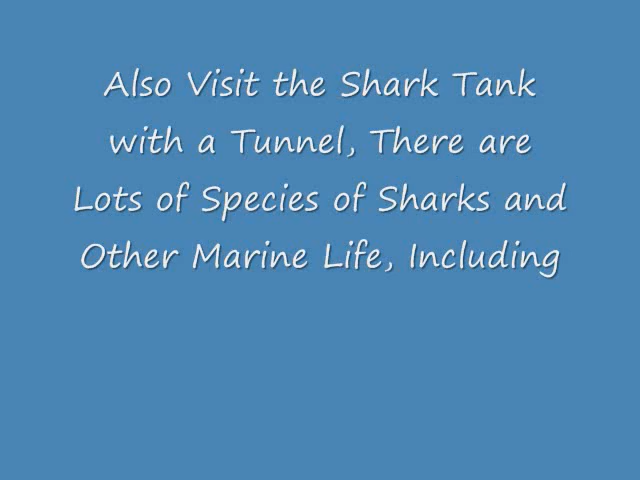 Also Visit the Shark Tank
with a Tunnel, There are
Lots of Species of Sharks and
Other Marine Life, Including